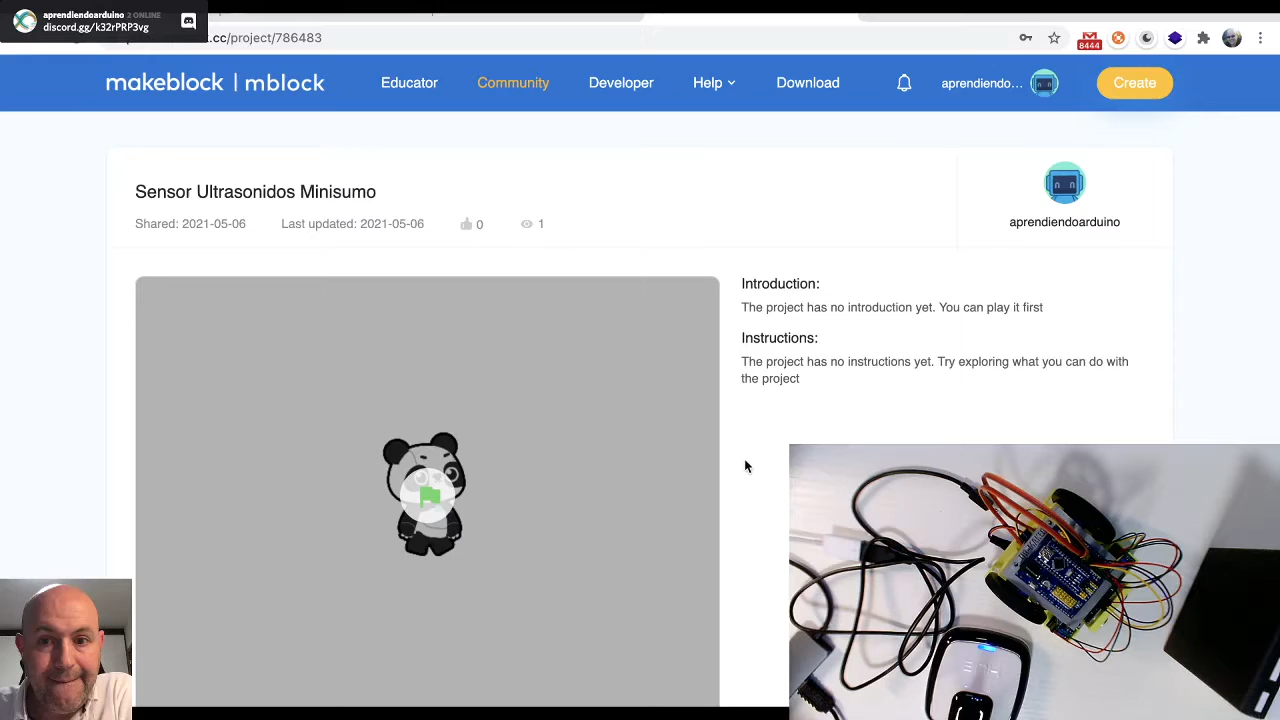 aprendiendoarduino 2 ONLINE
discord.gg/k32rPRP3vg
.cc/project/786483
8444
makeblock | mblock
Educator
Community
Developer
Help
Download
aprendiendo...
Create
Sensor Ultrasonidos Minisumo
Shared: 2021-05-06
Last updated: 2021-05-06
0
1
aprendiendoarduino
Introduction:
The project has no introduction yet. You can play it first
Instructions:
The project has no instructions yet. Try exploring what you can do with
the project